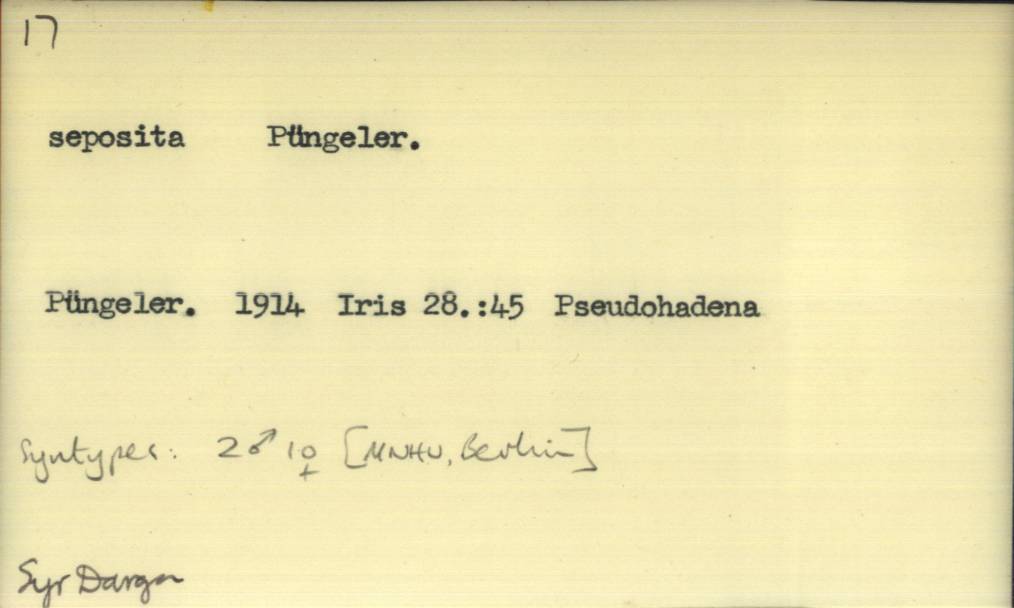 17
seposita Püngeler.
Püngeler. 1914 Iris 28.:45 Pseudohadena
Syntypes: 2♂ 1♀ [MNHU, Berlin]
Syr Darya